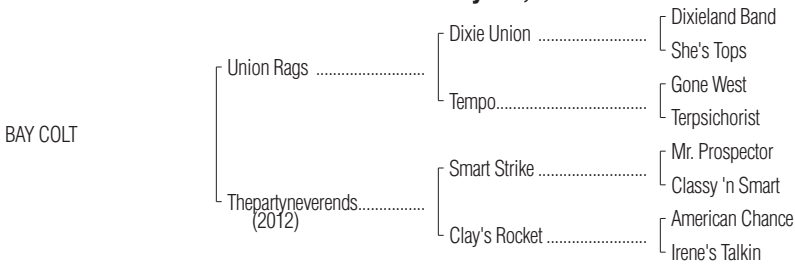 Dixieland Band
Dixie Union ............................
She's Tops
Union Rags ............................
Gone West
Tempo.......................................
Terpsichorist
BAY COLT
Mr. Prospector
Smart Strike ............................
Classy 'n Smart
Thepartyneverends.................
(2012)
American Chance
Clay's Rocket ..........................
Irene's Talkin